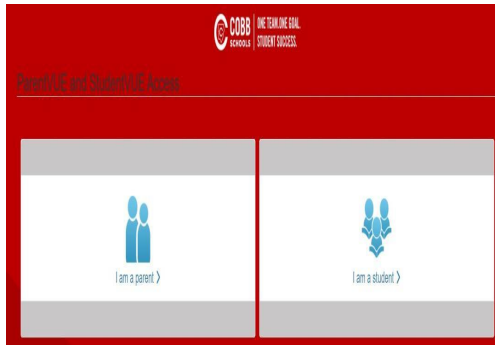 COBB
SCHOOLS
ONE TEAM.ONE GOAL.
STUDENT SUCCESS.
ParentVUE and StudentVUE Access
I am a parent >
I am a student >